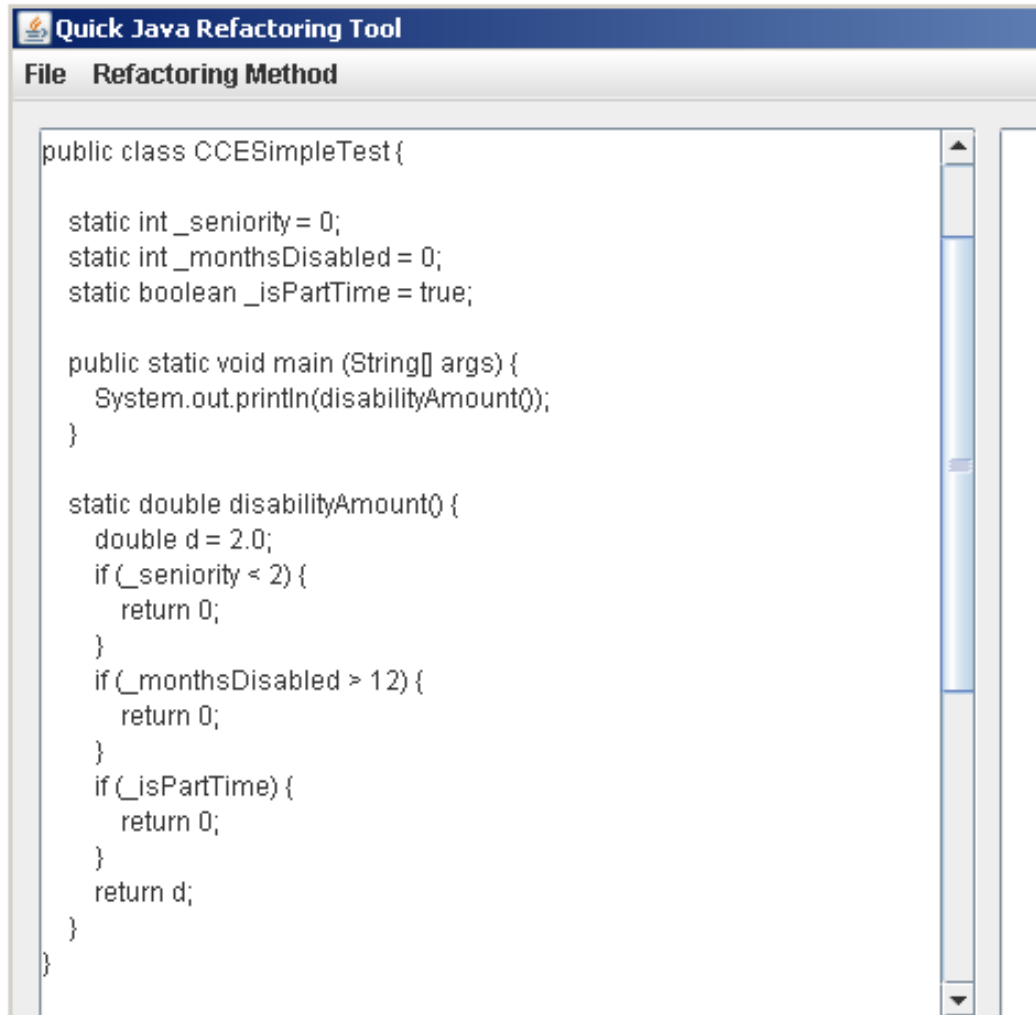 Quick Java Refactoring Tool
File Refactoring Method
public class CCESimpleTest {
static int _seniority = 0;
static int _monthsDisabled = 0;
static boolean _isPartTime = true;
public static void main (String[] args) {
System.out.println(disabilityAmount());
}
static double disabilityAmount() {
double d = 2.0;
if (_seniority < 2) {
return 0;
}
if (_monthsDisabled > 12) {
return 0;
}
if (_isPartTime) {
return 0;
}
return d;
}
}